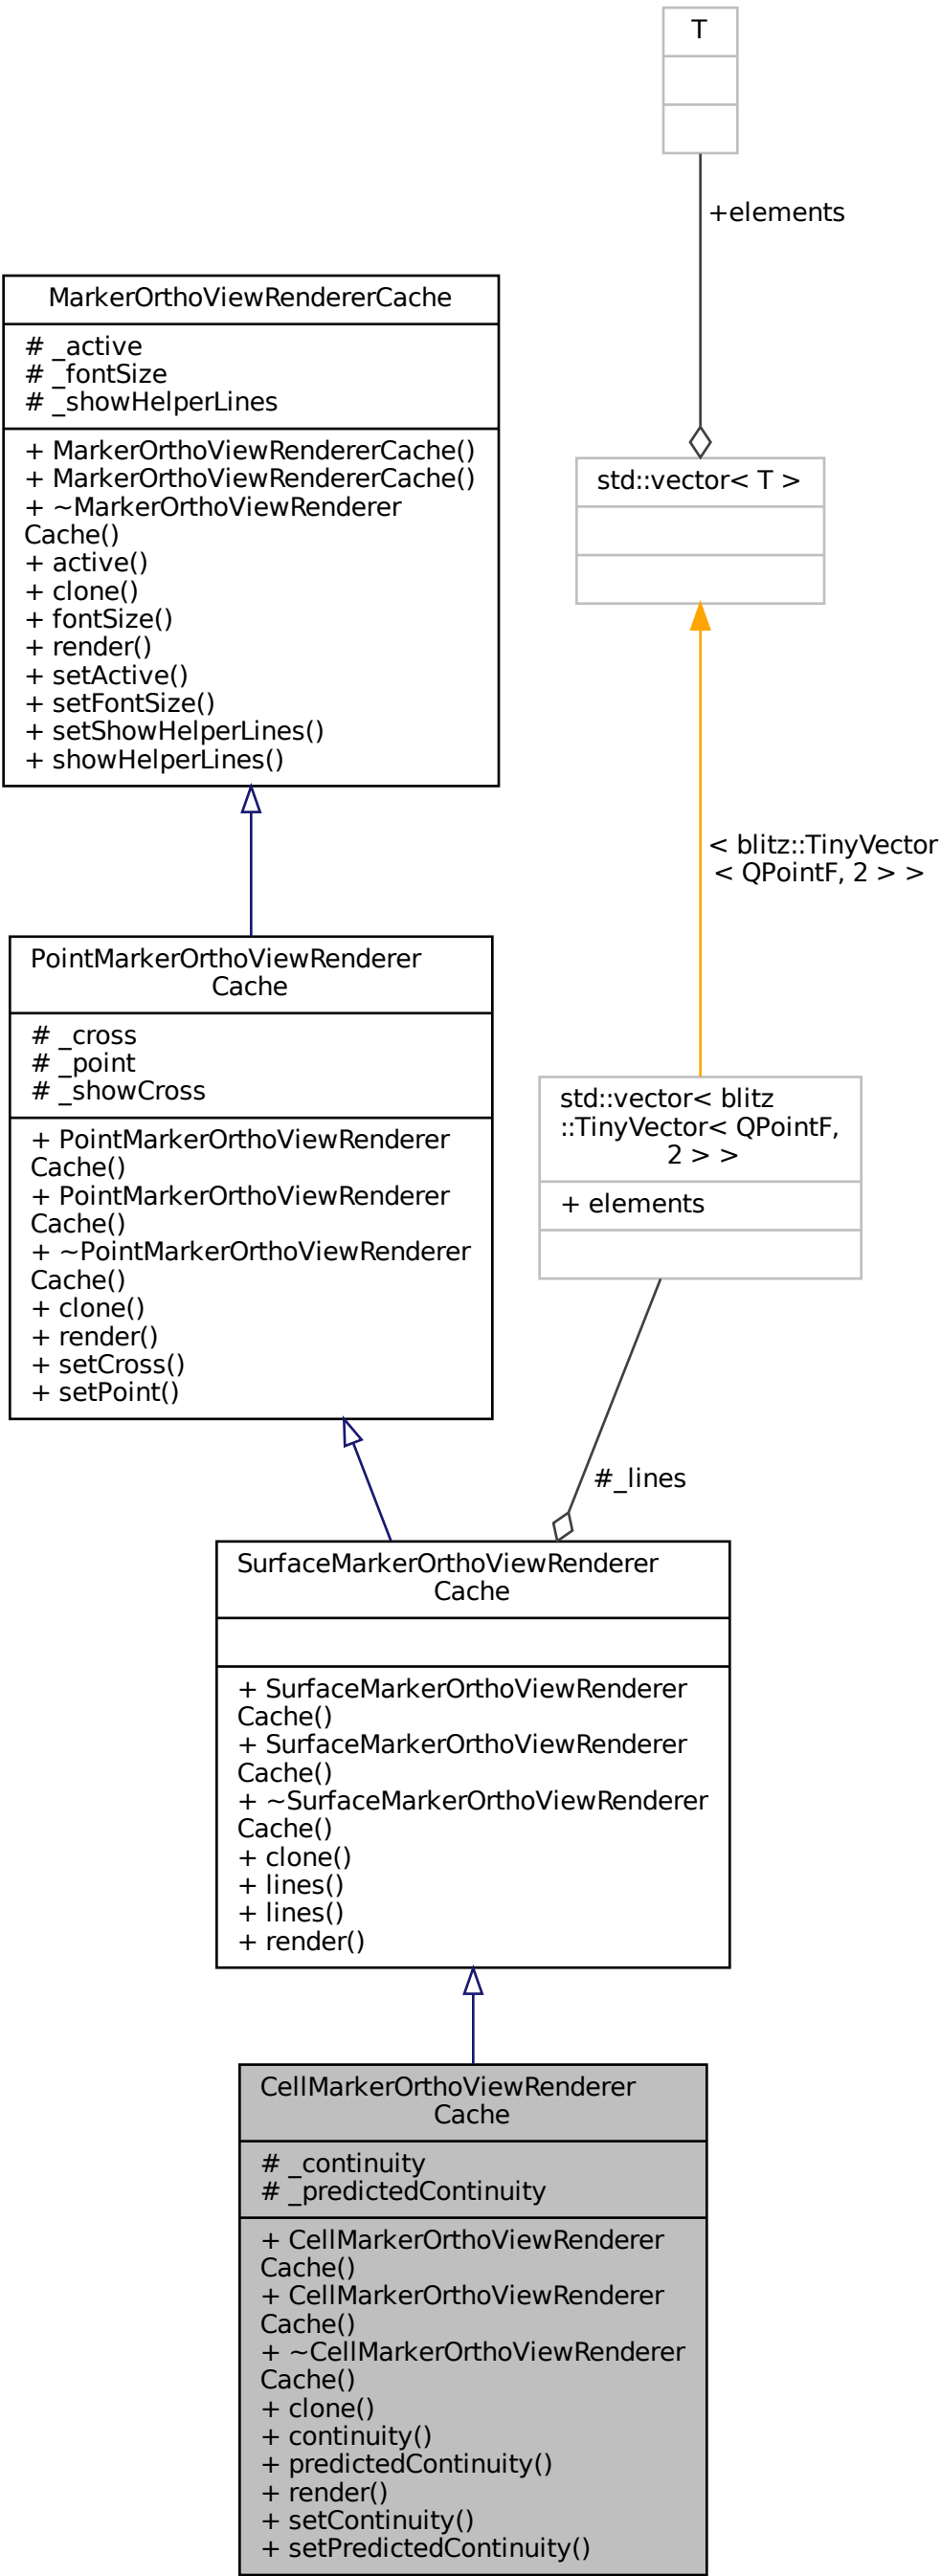 T
+elements
MarkerOrthoViewRendererCache
# _active
# _fontSize
# _showHelperLines
+ MarkerOrthoViewRendererCache()
+ MarkerOrthoViewRendererCache()
+ ~MarkerOrthoViewRenderer
Cache()
+ active()
+ clone()
+ fontSize()
+ render()
+ setActive()
+ setFontSize()
+ setShowHelperLines()
+ showHelperLines()
std::vector< T >
< blitz::TinyVector
< QPointF, 2 > >
PointMarkerOrthoViewRenderer
Cache
# _cross
# _point
# _showCross
+ PointMarkerOrthoViewRenderer
Cache()
+ PointMarkerOrthoViewRenderer
Cache()
+ ~PointMarkerOrthoViewRenderer
Cache()
+ clone()
+ render()
+ setCross()
+ setPoint()
std::vector< blitz
::TinyVector< QPointF,
2 > >
+ elements
#_lines
SurfaceMarkerOrthoViewRenderer
Cache
+ SurfaceMarkerOrthoViewRenderer
Cache()
+ SurfaceMarkerOrthoViewRenderer
Cache()
+ ~SurfaceMarkerOrthoViewRenderer
Cache()
+ clone()
+ lines()
+ lines()
+ render()
CellMarkerOrthoViewRenderer
Cache
# _continuity
# _predictedContinuity
+ CellMarkerOrthoViewRenderer
Cache()
+ CellMarkerOrthoViewRenderer
Cache()
+ ~CellMarkerOrthoViewRenderer
Cache()
+ clone()
+ continuity()
+ predictedContinuity()
+ render()
+ setContinuity()
+ setPredictedContinuity()